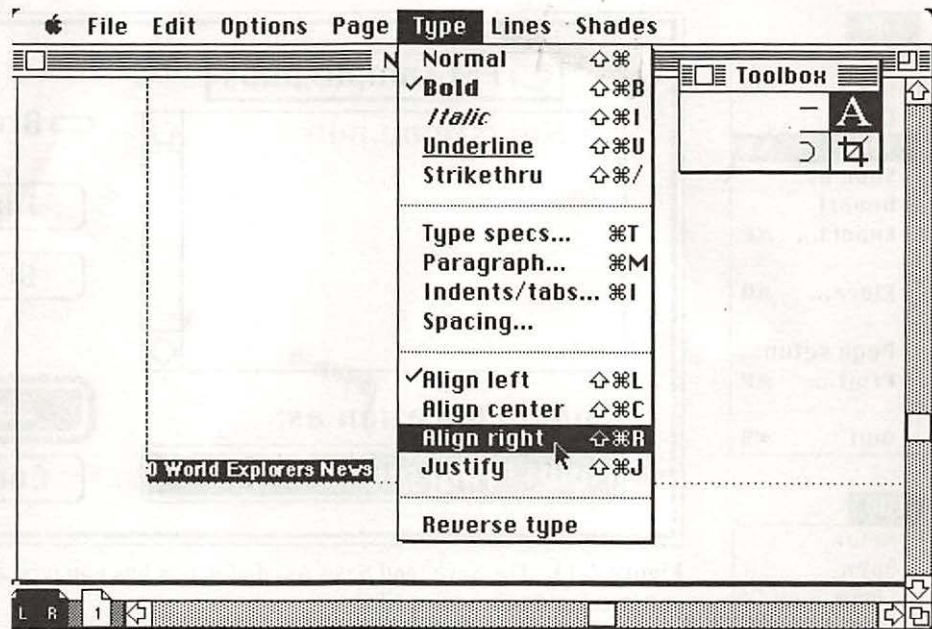 File Edit Options Page Type Lines Shades
N
Toolbox
A
Normal ⇧⌘
✓Bold ⇧⌘B
Italic ⇧⌘I
Underline ⇧⌘U
Strikethru ⇧⌘/
Type specs... ⌘T
Paragraph... ⌘M
Indents/tabs... ⌘I
Spacing...
✓Align left ⇧⌘L
Align center ⇧⌘C
Align right ⇧⌘R
Justify ⇧⌘J
Reverse type
0 World Explorers News
L R 1